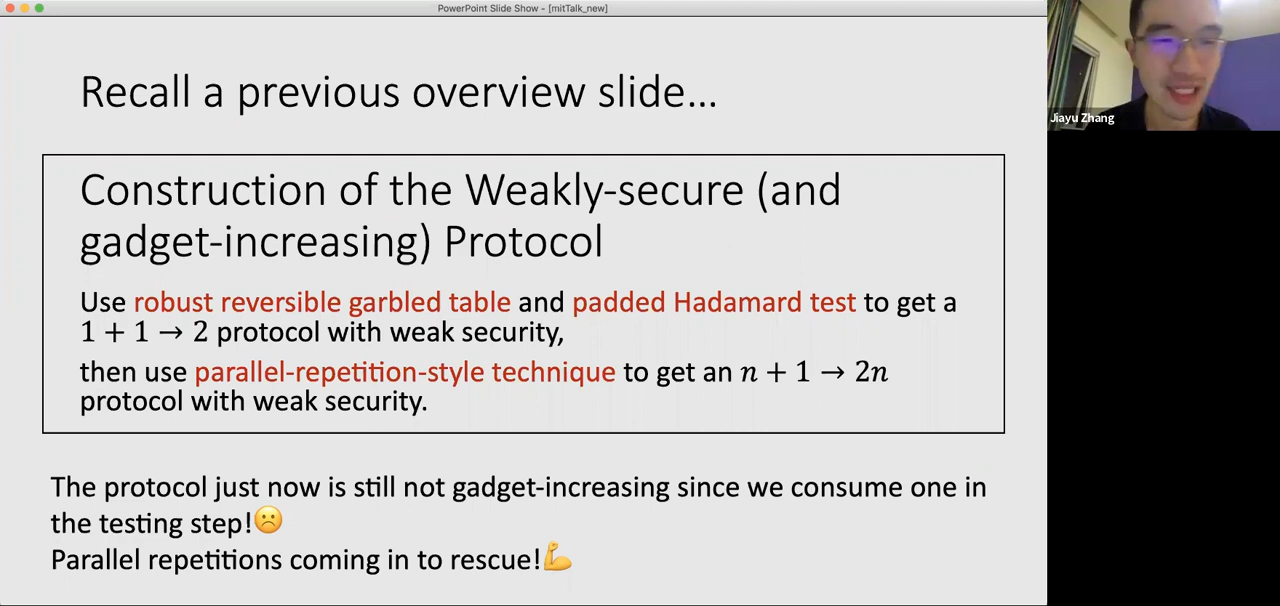 PowerPoint Slide Show - [mitTalk_new]
Recall a previous overview slide...
Jiayu Zhang
Construction of the Weakly-secure (and
gadget-increasing) Protocol
Use robust reversible garbled table and padded Hadamard test to get a
1 + 1 → 2 protocol with weak security,
then use parallel-repetition-style technique to get an n + 1 → 2n
protocol with weak security.
The protocol just now is still not gadget-increasing since we consume one in
the testing step!☹️
Parallel repetitions coming in to rescue!💪